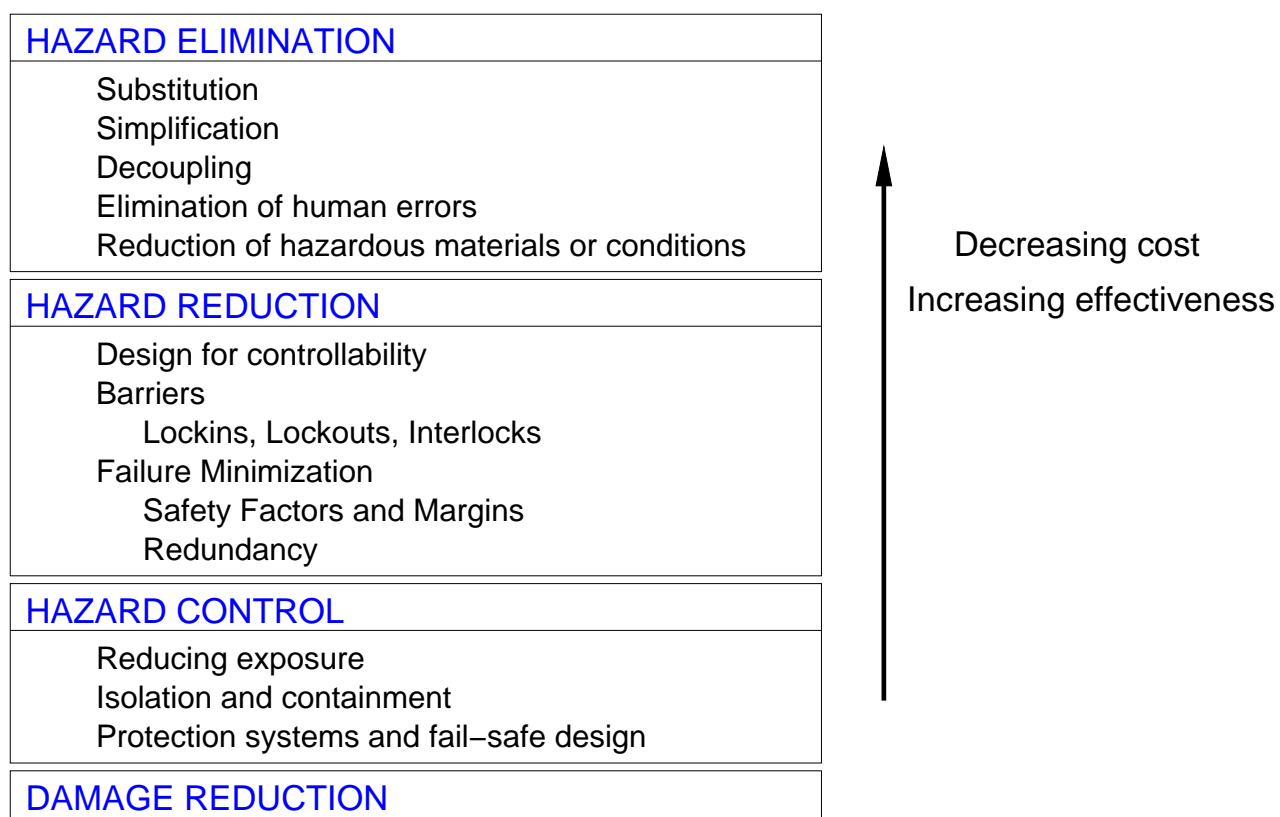 HAZARD ELIMINATION
Substitution
Simplification
Decoupling
Elimination of human errors
Reduction of hazardous materials or conditions
HAZARD REDUCTION
Design for controllability
Barriers
Lockins, Lockouts, Interlocks
Failure Minimization
Safety Factors and Margins
Redundancy
HAZARD CONTROL
Reducing exposure
Isolation and containment
Protection systems and fail−safe design
DAMAGE REDUCTION
Decreasing cost
Increasing effectiveness